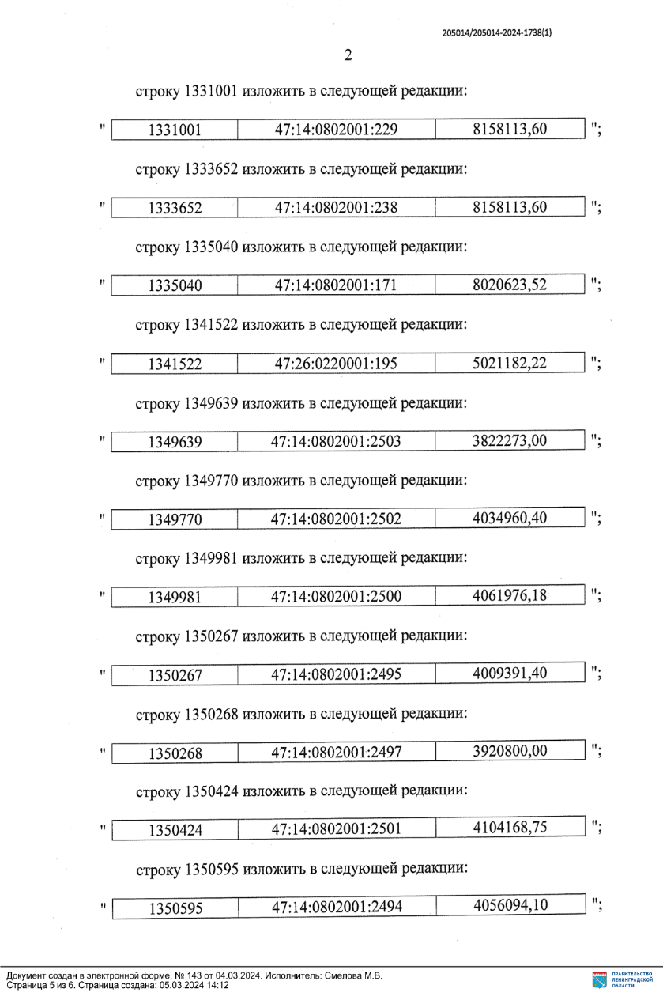 205014/205014-2024-1738(1)
2
строку 1331001 изложить в следующей редакции:
" 1331001 47:14:0802001:229 8158113,60 ";
строку 1333652 изложить в следующей редакции:
" 1333652 47:14:0802001:238 8158113,60 ";
строку 1335040 изложить в следующей редакции:
" 1335040 47:14:0802001:171 8020623,52 ";
строку 1341522 изложить в следующей редакции:
" 1341522 47:26:0220001:195 5021182,22 ";
строку 1349639 изложить в следующей редакции:
" 1349639 47:14:0802001:2503 3822273,00 ";
строку 1349770 изложить в следующей редакции:
" 1349770 47:14:0802001:2502 4034960,40 ";
строку 1349981 изложить в следующей редакции:
" 1349981 47:14:0802001:2500 4061976,18 ";
строку 1350267 изложить в следующей редакции:
" 1350267 47:14:0802001:2495 4009391,40 ";
строку 1350268 изложить в следующей редакции:
" 1350268 47:14:0802001:2497 3920800,00 ";
строку 1350424 изложить в следующей редакции:
" 1350424 47:14:0802001:2501 4104168,75 ";
строку 1350595 изложить в следующей редакции:
" 1350595 47:14:0802001:2494 4056094,10 ";
Документ создан в электронной форме. № 143 от 04.03.2024. Исполнитель: Смелова М.В.
Страница 5 из 6. Страница создана: 05.03.2024 14:12
ПРАВИТЕЛЬСТВО
ЛЕНИНГРАДСКОЙ
ОБЛАСТИ